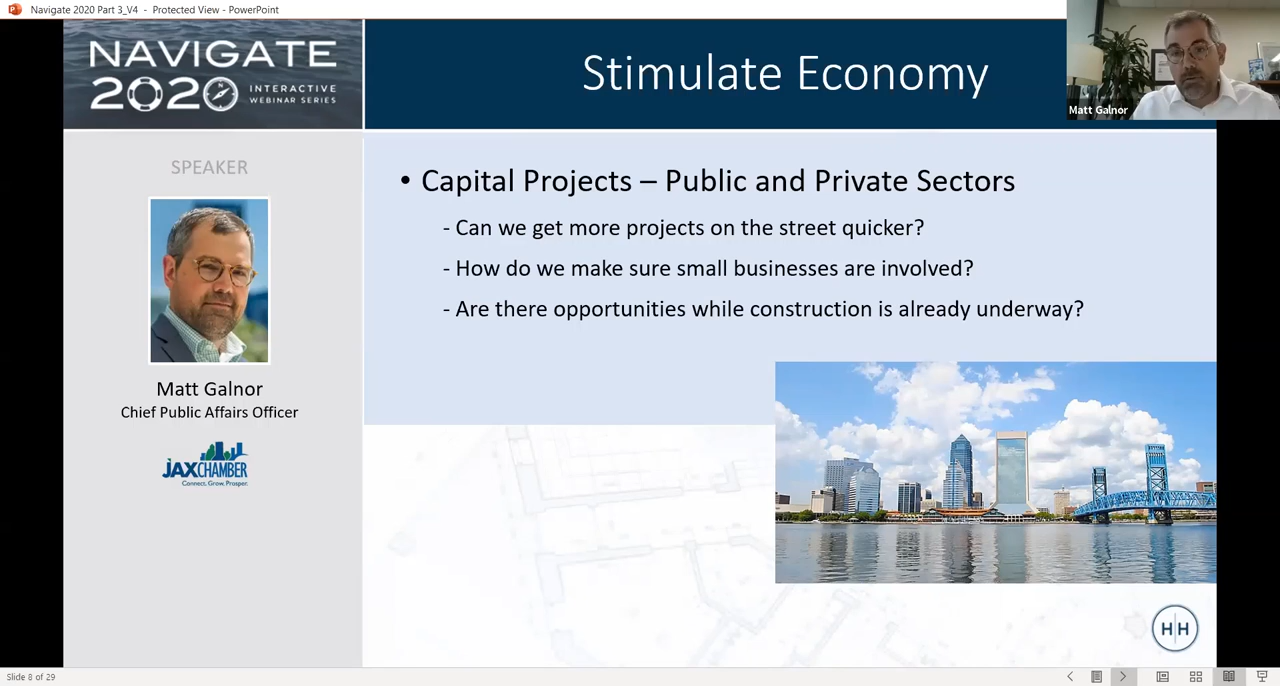 Navigate 2020 Part 3_V4 - Protected View - PowerPoint
NAVIGATE
2020 INTERACTIVE
WEBINAR SERIES
Stimulate Economy
Matt Galnor
SPEAKER
Matt Galnor
Chief Public Affairs Officer
JAXCHAMBER
Connect. Grow. Prosper.
• Capital Projects – Public and Private Sectors
- Can we get more projects on the street quicker?
- How do we make sure small businesses are involved?
- Are there opportunities while construction is already underway?
H|H
Slide 8 of 29